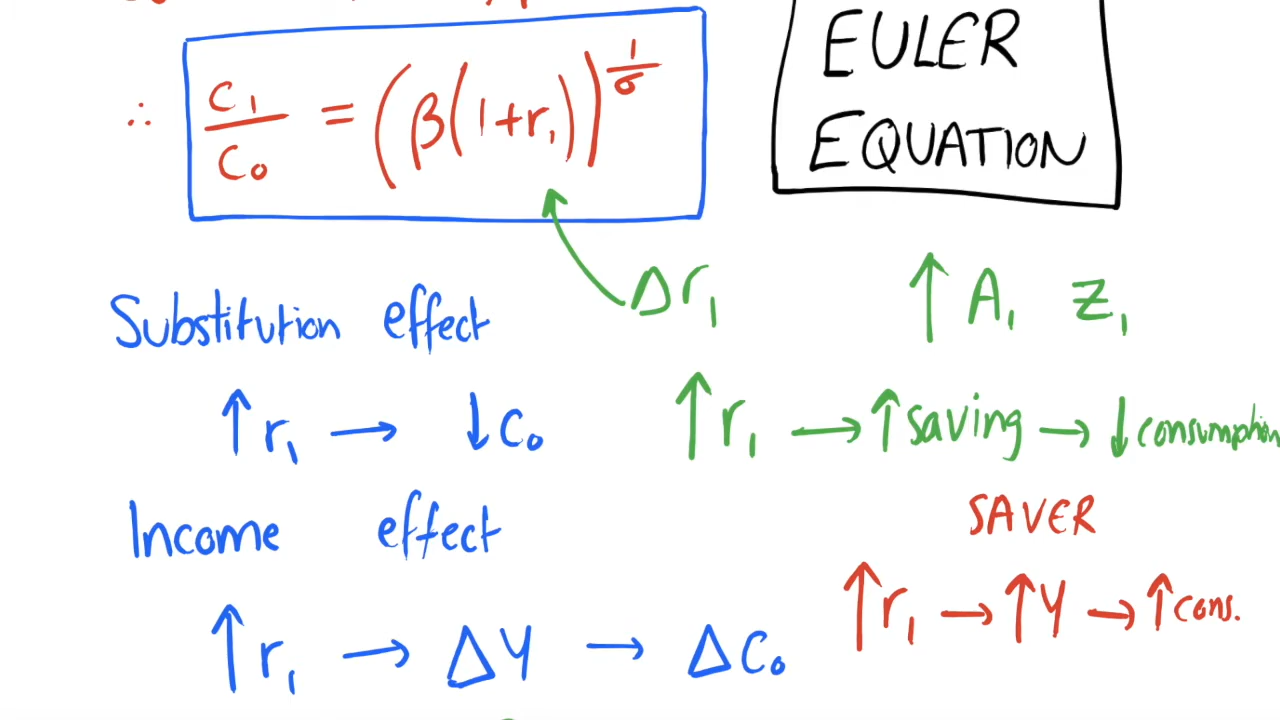 ∴ c₁/c₀ = (β(1+r₁))^(1/σ)
EULER
EQUATION
Δr₁
↑ A₁ z₁
Substitution effect
↑r₁ → ↓c₀
↑r₁ → ↑saving → ↓consumption
Income effect
SAVER
↑r₁ → ↑Y → ↑cons.
↑r₁ → ΔY → Δc₀